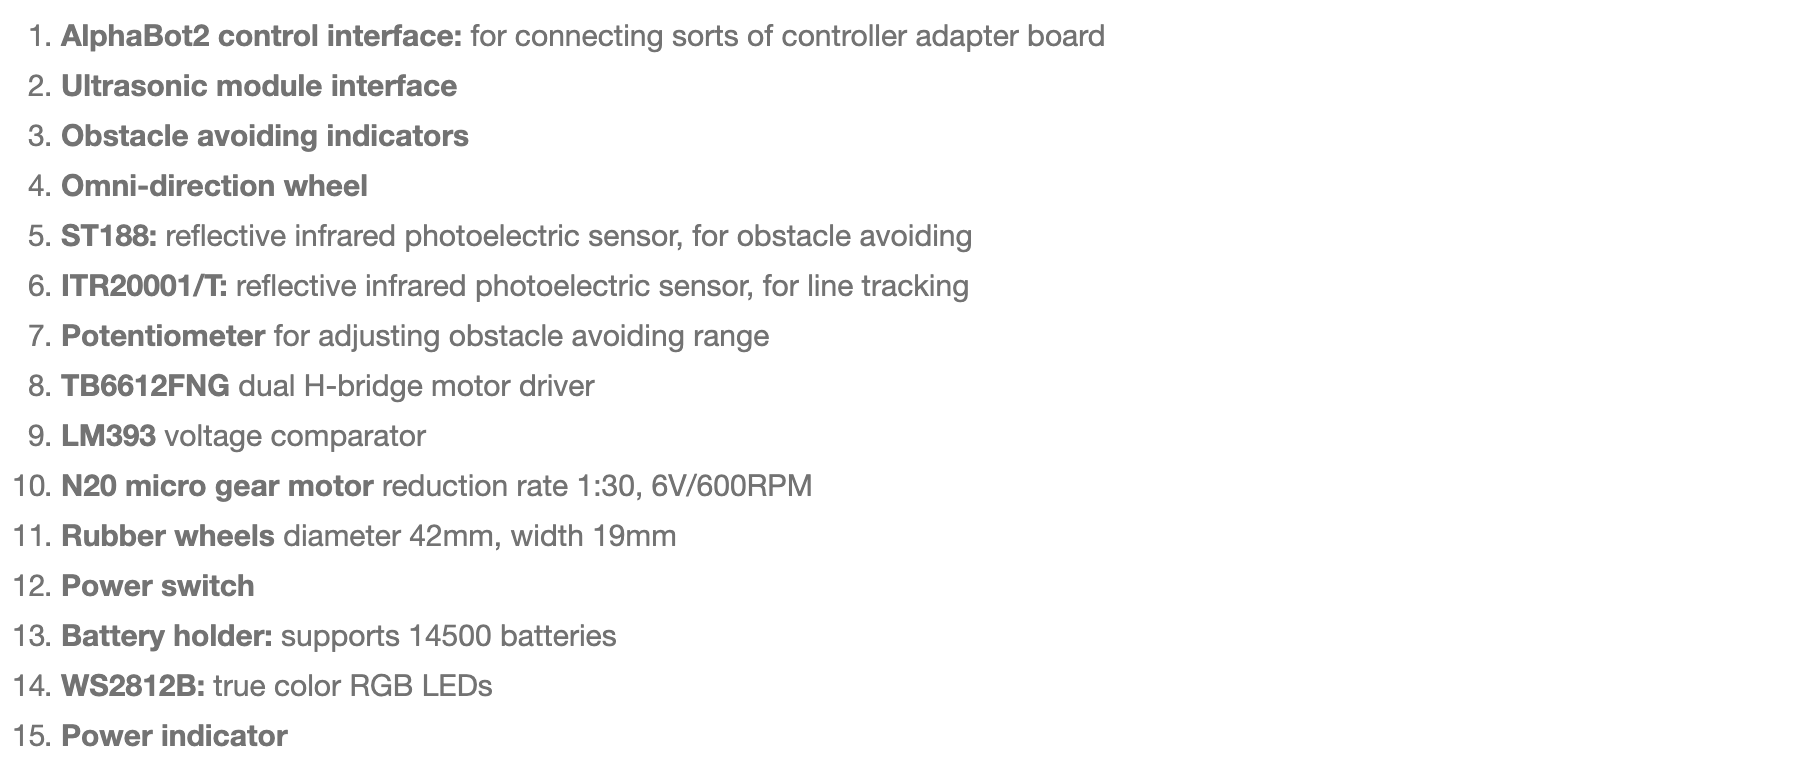 1. AlphaBot2 control interface: for connecting sorts of controller adapter board
2. Ultrasonic module interface
3. Obstacle avoiding indicators
4. Omni-direction wheel
5. ST188: reflective infrared photoelectric sensor, for obstacle avoiding
6. ITR20001/T: reflective infrared photoelectric sensor, for line tracking
7. Potentiometer for adjusting obstacle avoiding range
8. TB6612FNG dual H-bridge motor driver
9. LM393 voltage comparator
10. N20 micro gear motor reduction rate 1:30, 6V/600RPM
11. Rubber wheels diameter 42mm, width 19mm
12. Power switch
13. Battery holder: supports 14500 batteries
14. WS2812B: true color RGB LEDs
15. Power indicator